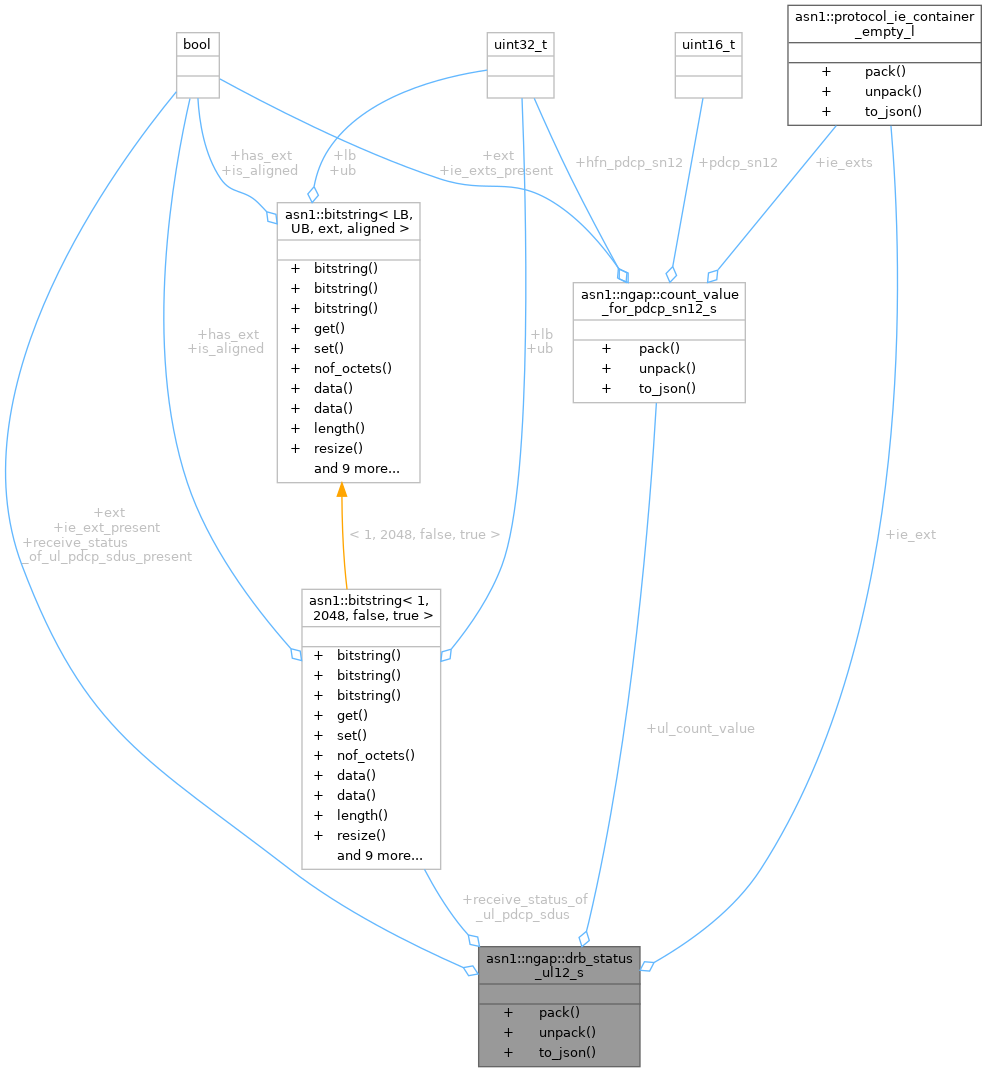 asn1::protocol_ie_container
_empty_l
+ pack()
+ unpack()
+ to_json()
bool
uint32_t
uint16_t
+has_ext
+is_aligned
+lb
+ub
+ext
+ie_exts_present
+hfn_pdcp_sn12
+pdcp_sn12
+ie_exts
asn1::bitstring< LB,
UB, ext, aligned >
+ bitstring()
+ bitstring()
+ bitstring()
+ get()
+ set()
+ nof_octets()
+ data()
+ data()
+ length()
+ resize()
and 9 more...
asn1::ngap::count_value
_for_pdcp_sn12_s
+ pack()
+ unpack()
+ to_json()
+has_ext
+is_aligned
+lb
+ub
+ext
+ie_ext_present
+receive_status
_of_ul_pdcp_sdus_present
< 1, 2048, false, true >
+ie_ext
asn1::bitstring< 1,
2048, false, true >
+ bitstring()
+ bitstring()
+ bitstring()
+ get()
+ set()
+ nof_octets()
+ data()
+ data()
+ length()
+ resize()
and 9 more...
+ul_count_value
+receive_status_of
_ul_pdcp_sdus
asn1::ngap::drb_status
_ul12_s
+ pack()
+ unpack()
+ to_json()